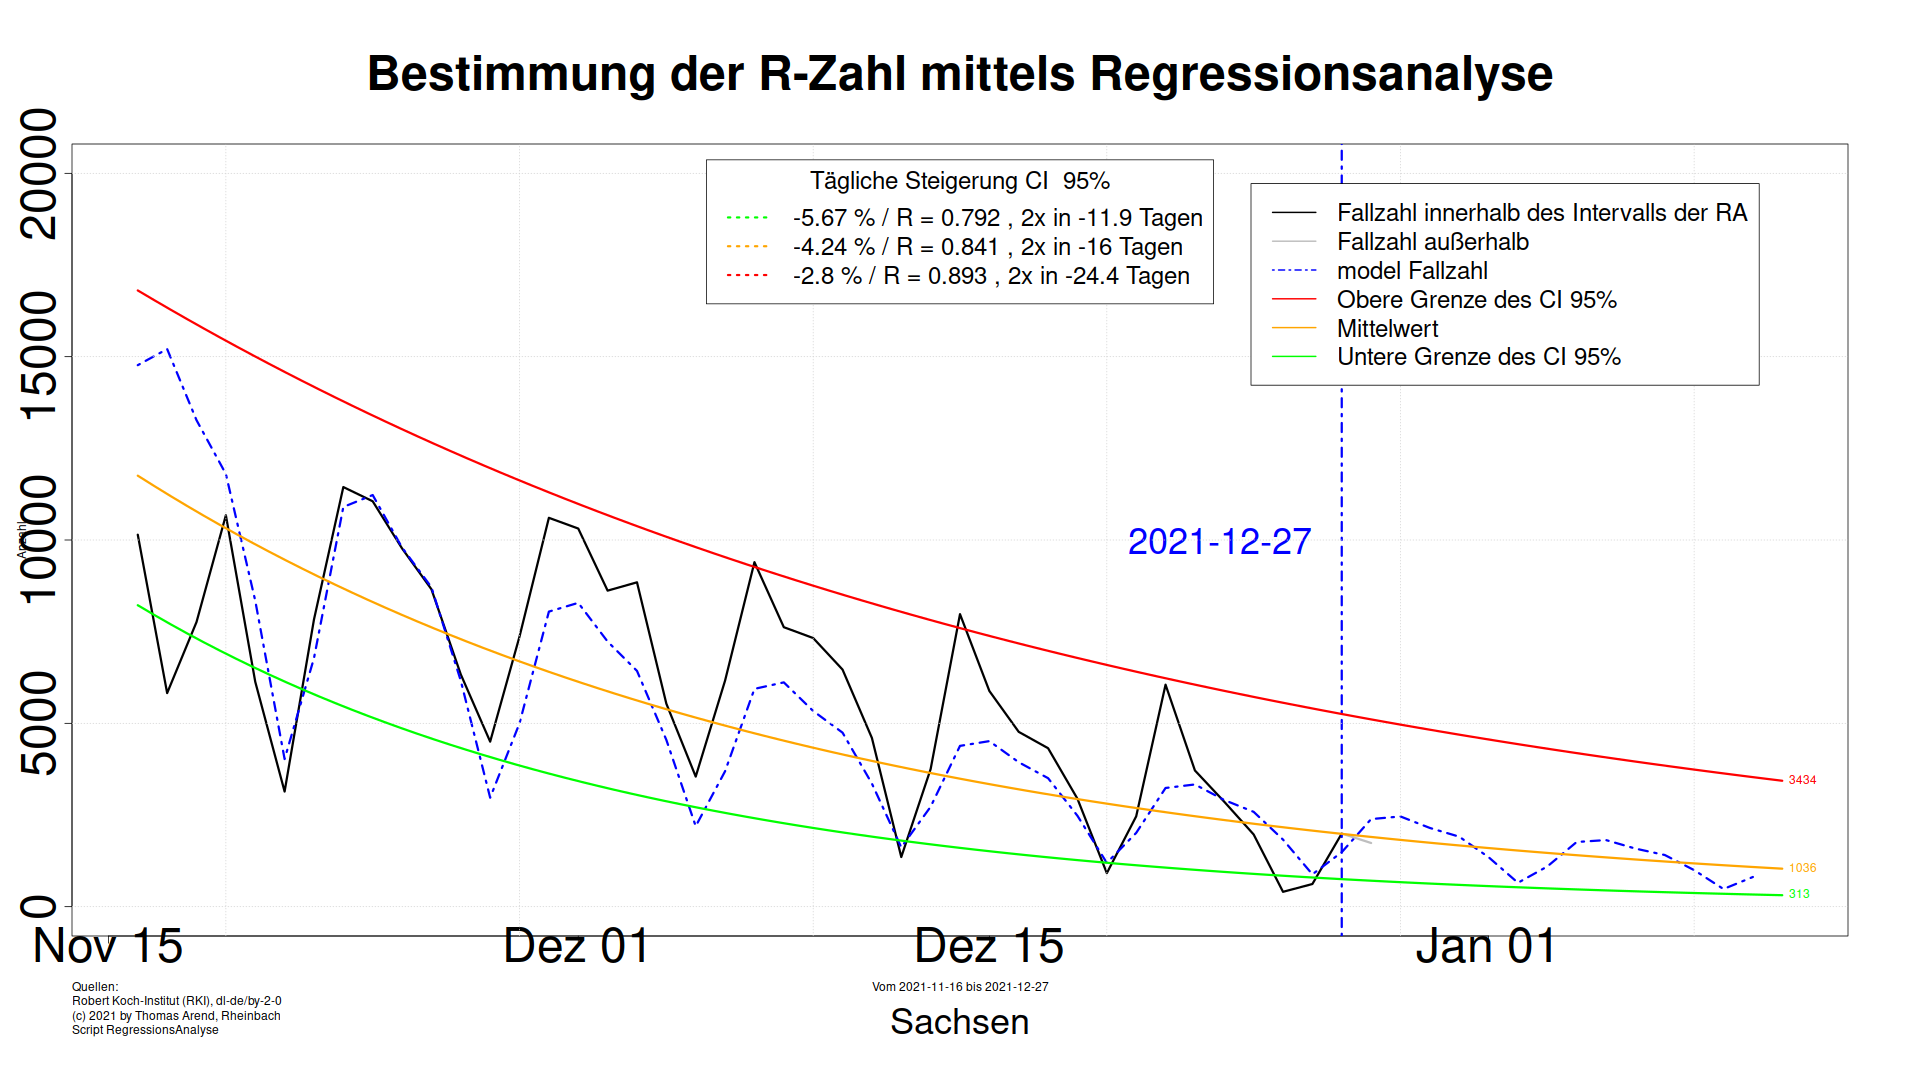 Bestimmung der R-Zahl mittels Regressionsanalyse
Tägliche Steigerung CI 95%
-5.67 % / R = 0.792 , 2x in -11.9 Tagen
-4.24 % / R = 0.841 , 2x in -16 Tagen
-2.8 % / R = 0.893 , 2x in -24.4 Tagen
Fallzahl innerhalb des Intervalls der RA
Fallzahl außerhalb
model Fallzahl
Obere Grenze des CI 95%
Mittelwert
Untere Grenze des CI 95%
20000
15000
10000
5000
0
Anzahl
2021-12-27
3434
1036
313
Nov 15
Dez 01
Dez 15
Jan 01
Quellen:
Robert Koch-Institut (RKI), dl-de/by-2-0
(c) 2021 by Thomas Arend, Rheinbach
Script RegressionsAnalyse
Vom 2021-11-16 bis 2021-12-27
Sachsen